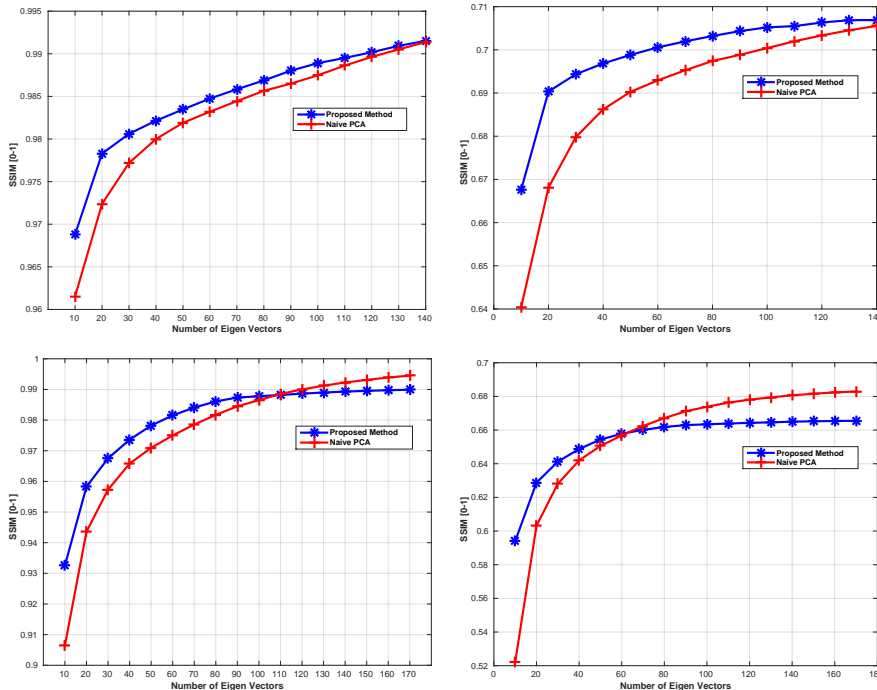 0.995
0.99
0.985
0.98
0.975
0.97
0.965
0.96
SSIM [0-1]
10 20 30 40 50 60 70 80 90 100 110 120 130 140
Number of Eigen Vectors
Proposed Method
Naive PCA
0.71
0.7
0.69
0.68
0.67
0.66
0.65
0.64
SSIM [0-1]
0 20 40 60 80 100 120 140
Number of Eigen Vectors
Proposed Method
Naive PCA
1
0.99
0.98
0.97
0.96
0.95
0.94
0.93
0.92
0.91
0.9
SSIM [0-1]
10 20 30 40 50 60 70 80 90 100 110 120 130 140 150 160 170
Number of Eigen Vectors
Proposed Method
Naive PCA
0.7
0.68
0.66
0.64
0.62
0.6
0.58
0.56
0.54
0.52
SSIM [0-1]
0 20 40 60 80 100 120 140 160 180
Number of Eigen Vectors
Proposed Method
Naive PCA